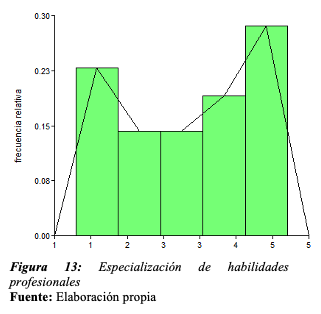 0.30
0.23
0.15
0.08
0.00
frecuencia relativa
1 1 2 3 3 4 5 5
Figura 13: Especialización de habilidades
profesionales
Fuente: Elaboración propia